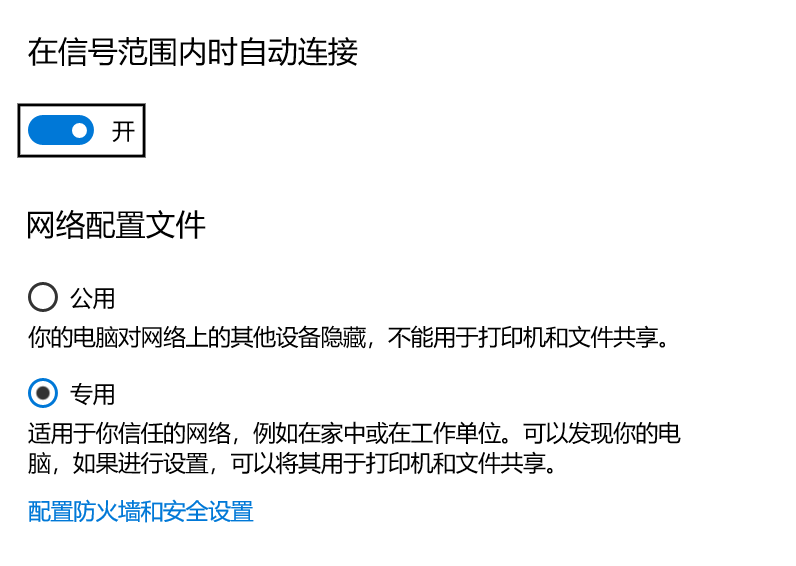 在信号范围内时自动连接
开
网络配置文件
公用
你的电脑对网络上的其他设备隐藏，不能用于打印机和文件共享。
专用
适用于你信任的网络，例如在家中或在工作单位。可以发现你的电
脑，如果进行设置，可以将其用于打印机和文件共享。
配置防火墙和安全设置